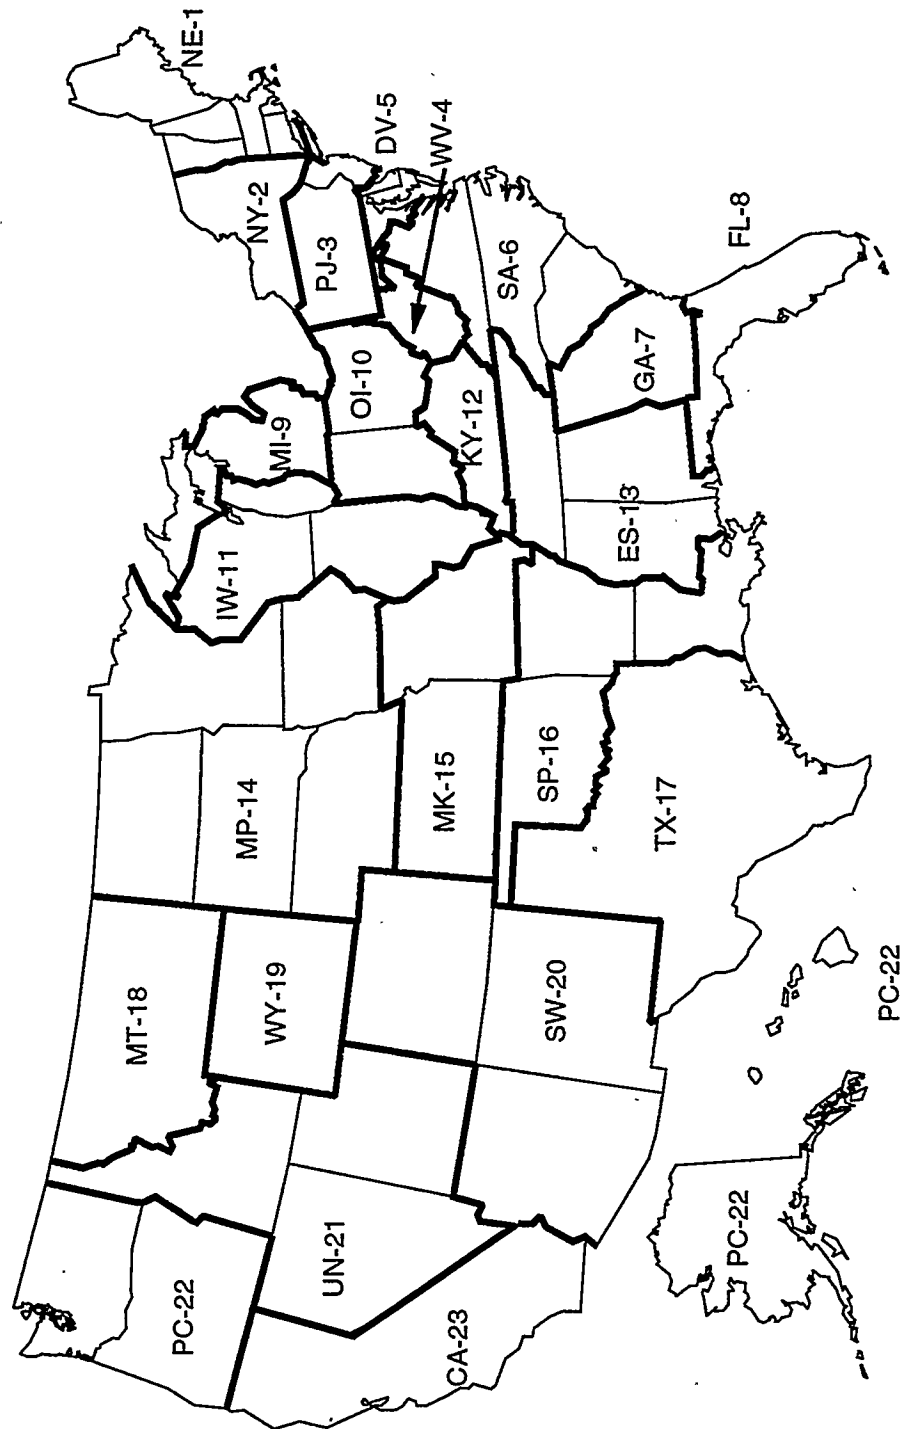 NE-1
NY-2
PJ-3
DV-5
WV-4
SA-6
GA-7
FL-8
MI-9
OI-10
IW-11
KY-12
ES-13
MP-14
MK-15
SP-16
TX-17
MT-18
WY-19
SW-20
UN-21
PC-22
CA-23
PC-22
PC-22